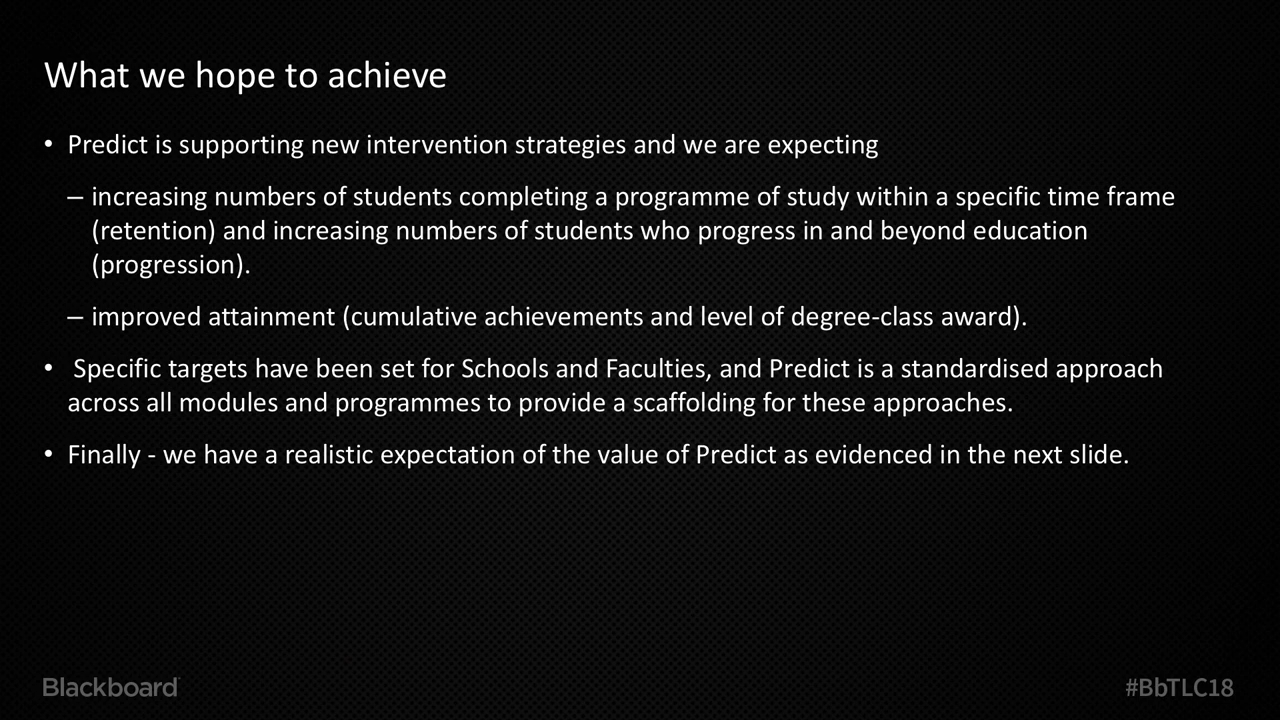 What we hope to achieve
• Predict is supporting new intervention strategies and we are expecting
– increasing numbers of students completing a programme of study within a specific time frame
(retention) and increasing numbers of students who progress in and beyond education
(progression).
– improved attainment (cumulative achievements and level of degree-class award).
• Specific targets have been set for Schools and Faculties, and Predict is a standardised approach
across all modules and programmes to provide a scaffolding for these approaches.
• Finally - we have a realistic expectation of the value of Predict as evidenced in the next slide.
Blackboard
#BbTLC18